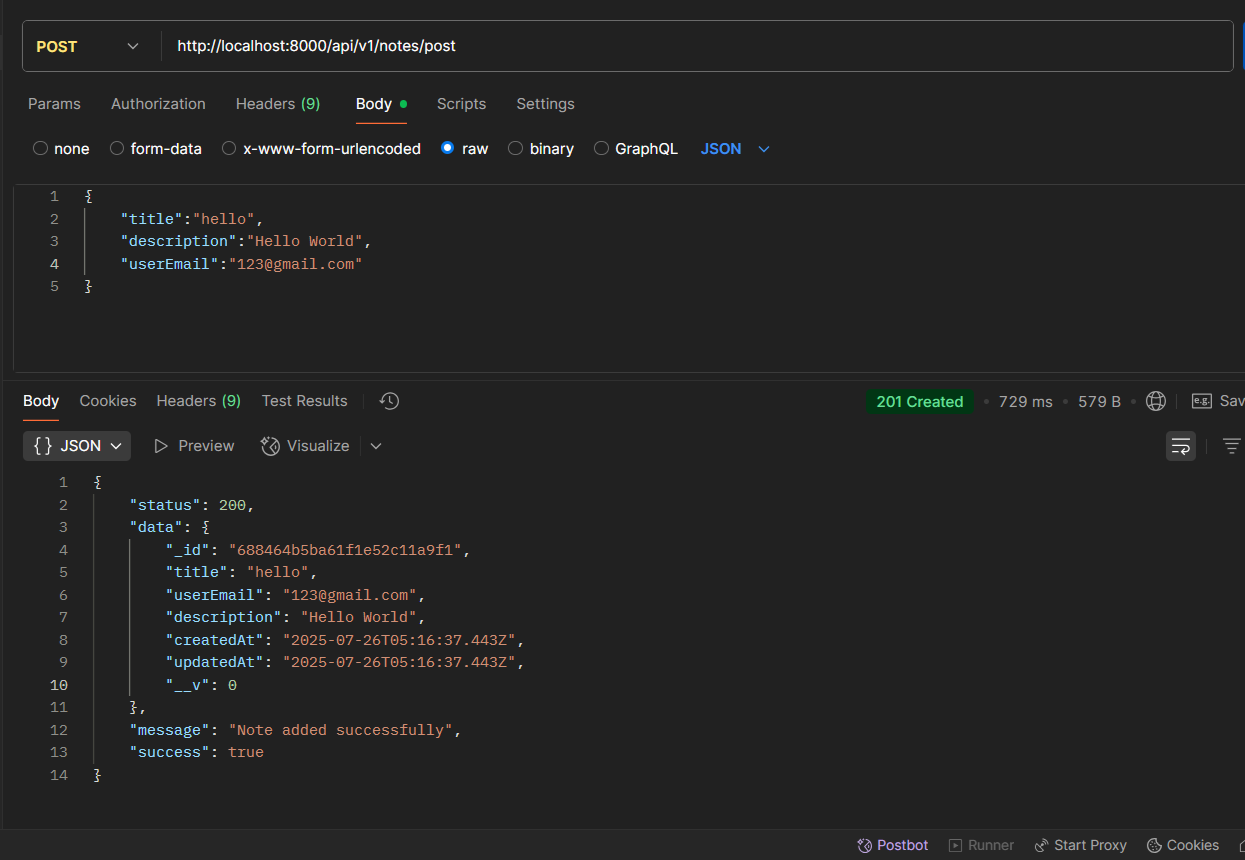 POST http://localhost:8000/api/v1/notes/post
Params Authorization Headers (9) Body Scripts Settings
none form-data x-www-form-urlencoded raw binary GraphQL JSON
1 {
2 "title":"hello",
3 "description":"Hello World",
4 "userEmail":"123@gmail.com"
5 }
Body Cookies Headers (9) Test Results 201 Created • 729 ms • 579 B • e.g. Sav
{} JSON Preview Visualize
1 {
2 "status": 200,
3 "data": {
4 "_id": "688464b5ba61f1e52c11a9f1",
5 "title": "hello",
6 "userEmail": "123@gmail.com",
7 "description": "Hello World",
8 "createdAt": "2025-07-26T05:16:37.443Z",
9 "updatedAt": "2025-07-26T05:16:37.443Z",
10 "__v": 0
11 },
12 "message": "Note added successfully",
13 "success": true
14 }
Postbot Runner Start Proxy Cookies